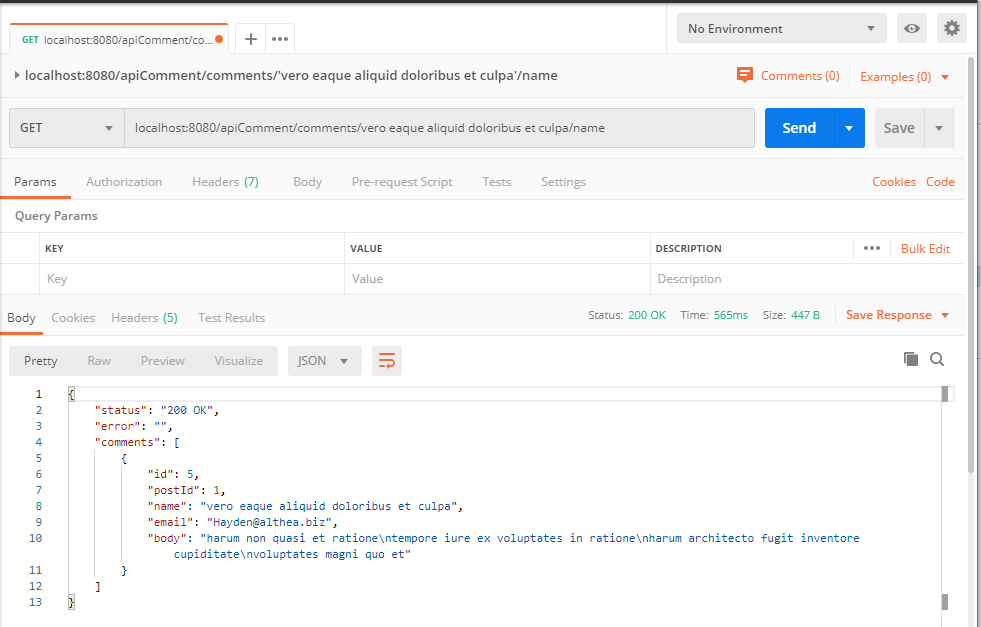 GET localhost:8080/apiComment/co...
No Environment
localhost:8080/apiComment/comments/'vero eaque aliquid doloribus et culpa'/name
Comments (0) Examples (0)
GET localhost:8080/apiComment/comments/vero eaque aliquid doloribus et culpa/name Send Save
Params Authorization Headers (7) Body Pre-request Script Tests Settings Cookies Code
Query Params
KEY VALUE DESCRIPTION Bulk Edit
Key Value Description
Body Cookies Headers (5) Test Results Status: 200 OK Time: 565ms Size: 447 B Save Response
Pretty Raw Preview Visualize JSON
1 {
2 "status": "200 OK",
3 "error": "",
4 "comments": [
5 {
6 "id": 5,
7 "postId": 1,
8 "name": "vero eaque aliquid doloribus et culpa",
9 "email": "Hayden@althea.biz",
10 "body": "harum non quasi et ratione\ntempore iure ex voluptates in ratione\nharum architecto fugit inventore
cupiditate\nvoluptates magni quo et"
11 }
12 ]
13 }